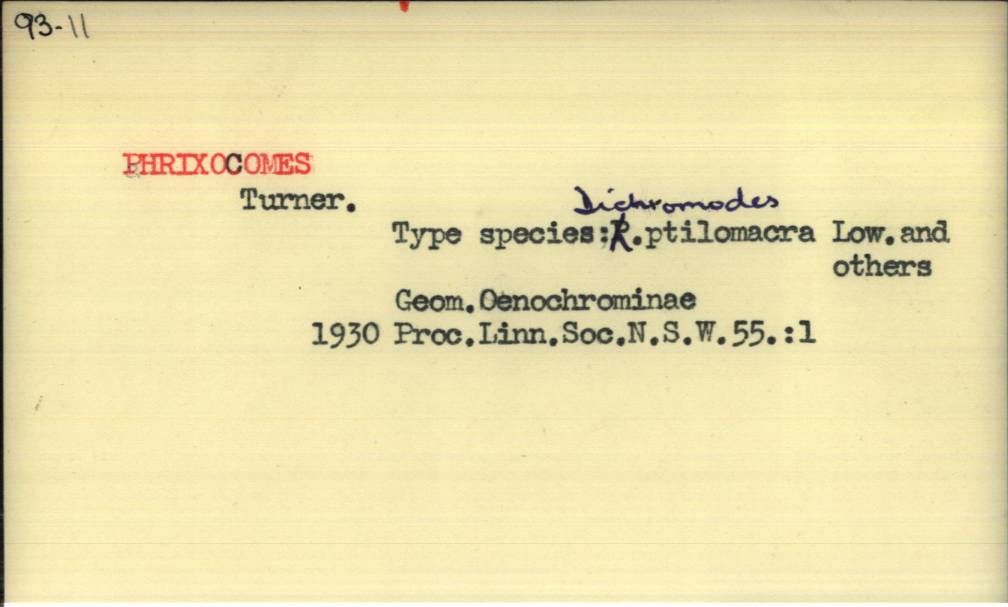 93-11
PHRIXOCOMES
Turner.
Dichromodes
Type species:P.ptilomacra Low.and
others
Geom.Oenochrominae
1930 Proc.Linn.Soc.N.S.W.55.:1